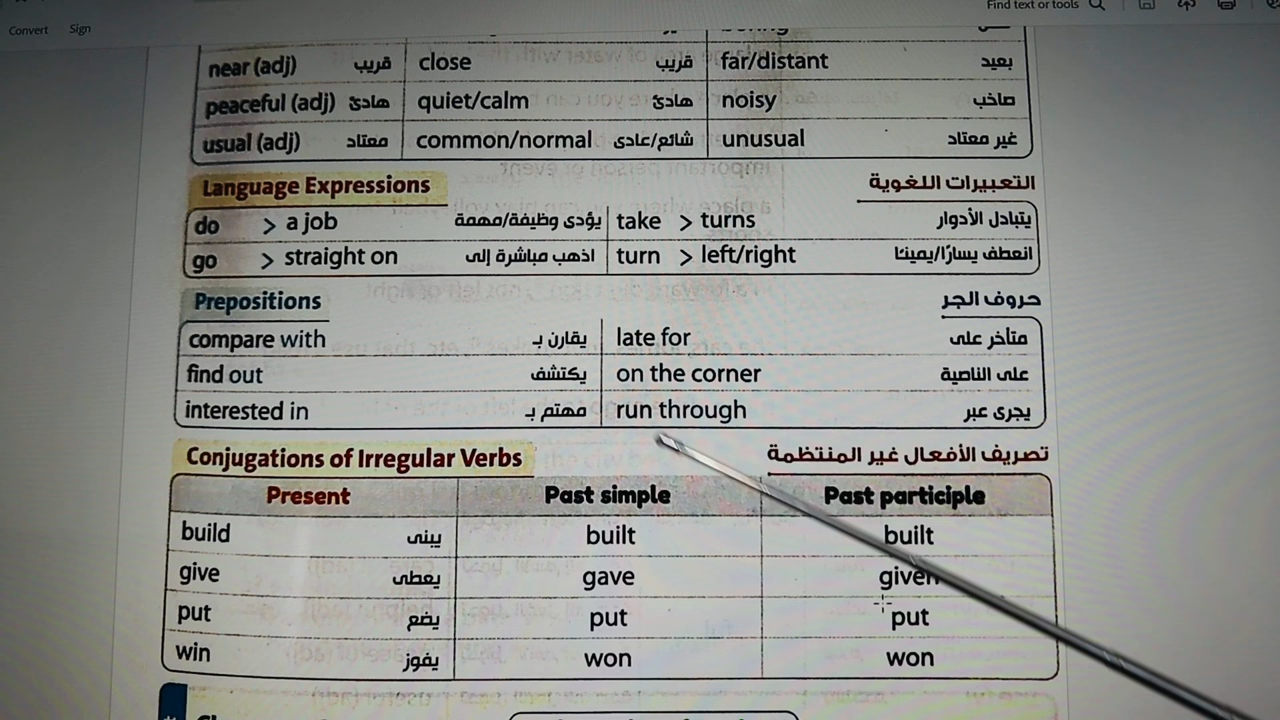 Find text or tools
Convert Sign
near (adj) قريب close قريب far/distant بعيد
peaceful (adj) هادئ quiet/calm هادئ noisy صاخب
usual (adj) معتاد common/normal شائع/عادى unusual غير معتاد
Language Expressions التعبيرات اللغوية
do > a job يؤدى وظيفة/مهمة take > turns يتبادل الأدوار
go > straight on اذهب مباشرة إلى turn > left/right انعطف يسارًا/يمينًا
Prepositions حروف الجر
compare with يقارن بـ late for متأخر على
find out يكتشف on the corner على الناصية
interested in مهتم بـ run through يجرى عبر
Conjugations of Irregular Verbs تصريف الأفعال غير المنتظمة
Present Past simple Past participle
build يبنى built built
give يعطى gave given
put يضع put put
win يفوز won won